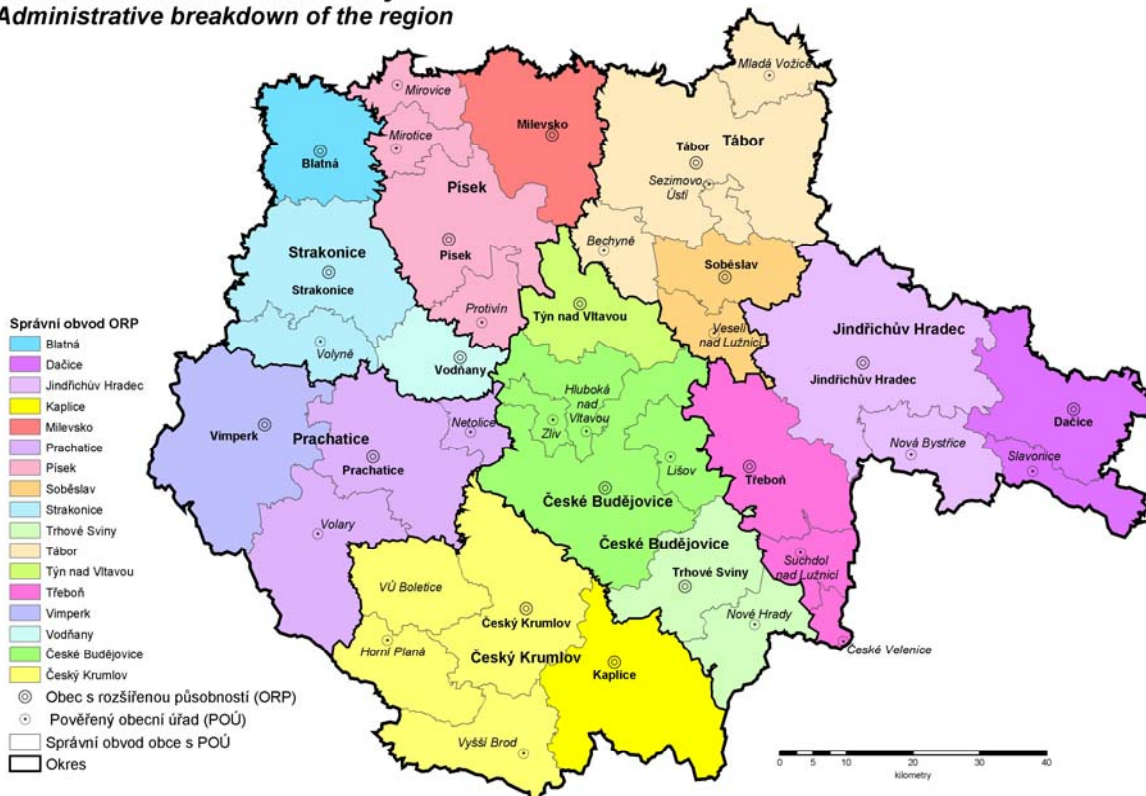 Administrative breakdown of the region
Mladá Vožice
Mirovice
Milevsko
Mirotice
Tábor
Tábor
Blatná
Písek
Sezimovo
Ústí
Bechyně
Strakonice
Písek
Soběslav
Strakonice
Protivín
Týn nad Vltavou
Veselí
nad Lužnicí
Jindřichův Hradec
Volyně
Vodňany
Jindřichův Hradec
Hluboká
nad
Vltavou
Zliv
Netolice
Vimperk
Prachatice
Prachatice
Dačice
Nová Bystřice
Slavonice
Lišov
Třeboň
České Budějovice
Volary
České Budějovice
Suchdol
nad Lužnicí
Trhové Sviny
VÚ Boletice
Nové Hrady
Český Krumlov
Horní Planá
České Velenice
Český Krumlov
Kaplice
Vyšší Brod
Správní obvod ORP
Blatná
Dačice
Jindřichův Hradec
Kaplice
Milevsko
Prachatice
Písek
Soběslav
Strakonice
Trhové Sviny
Tábor
Týn nad Vltavou
Třeboň
Vimperk
Vodňany
České Budějovice
Český Krumlov
Obec s rozšířenou působností (ORP)
Pověřený obecní úřad (POÚ)
Správní obvod obce s POÚ
Okres
0 5 10 20 30 40
kilometry